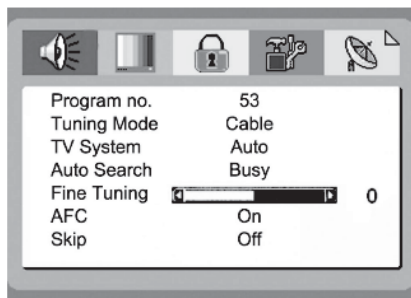 Program no. 53
Tuning Mode Cable
TV System Auto
Auto Search Busy
Fine Tuning 0
AFC On
Skip Off